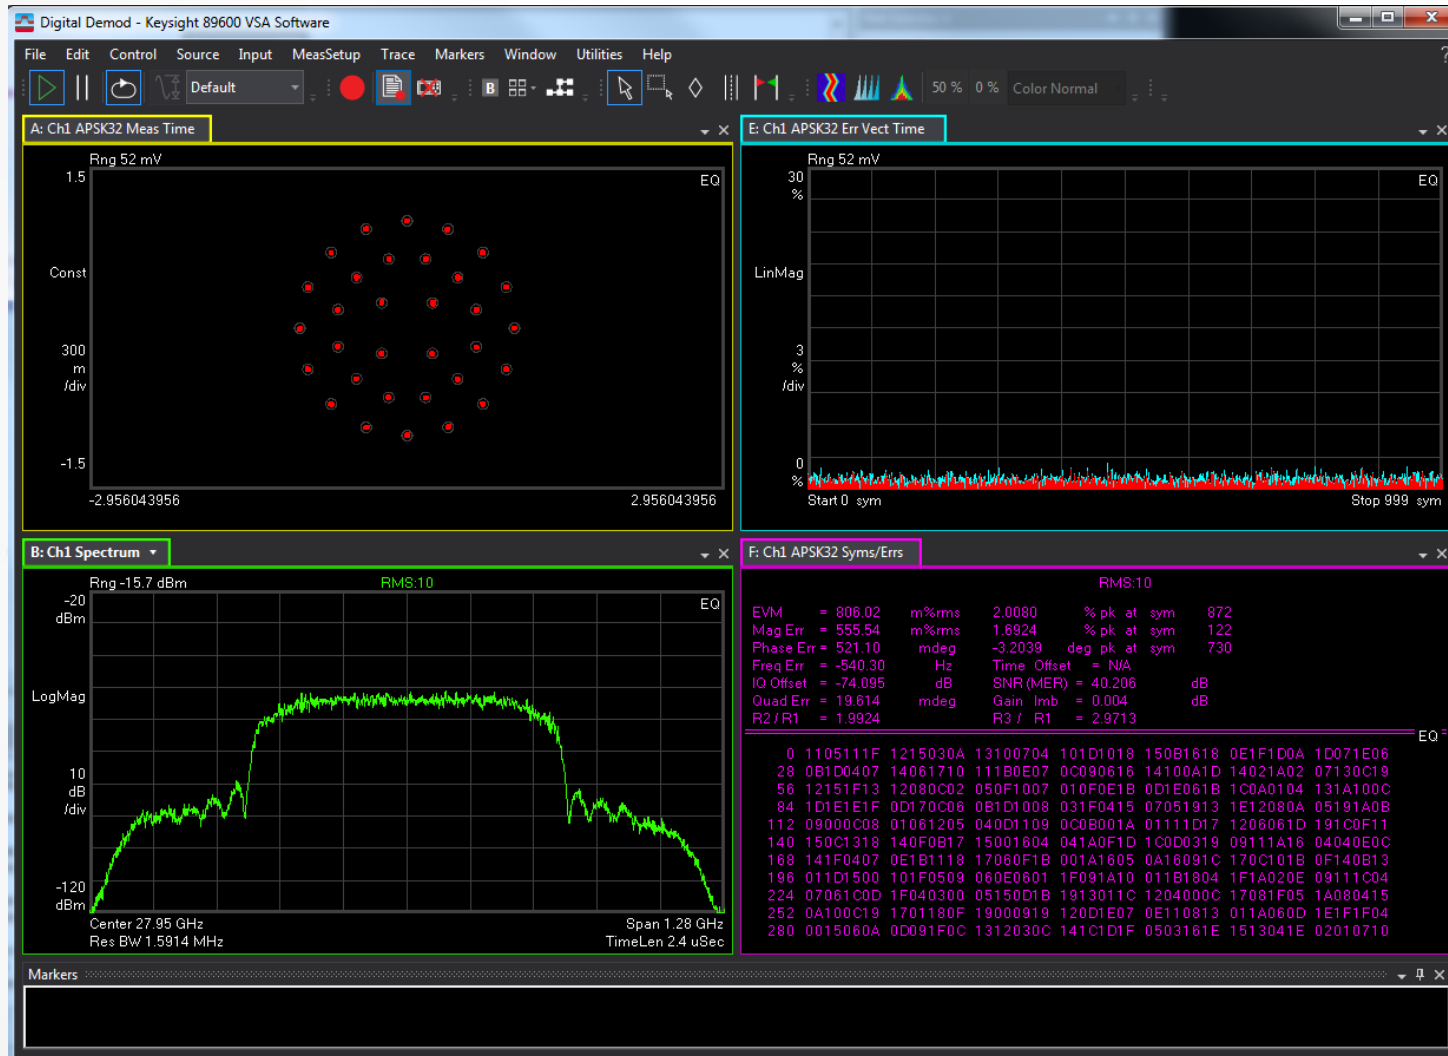 Digital Demod - Keysight 89600 VSA Software
File Edit Control Source Input MeasSetup Trace Markers Window Utilities Help
Default B 50 % 0 % Color Normal
A: Ch1 APSK32 Meas Time
Rng 52 mV
1.5
EQ
Const
300
m
/div
-1.5
-2.956043956 2.956043956
E: Ch1 APSK32 Err Vect Time
Rng 52 mV
30
%
EQ
LinMag
3
%
/div
0
%
Start 0 sym Stop 999 sym
B: Ch1 Spectrum
Rng -15.7 dBm RMS:10
-20
dBm
EQ
LogMag
10
dB
/div
-120
dBm
Center 27.95 GHz Span 1.28 GHz
Res BW 1.5914 MHz TimeLen 2.4 uSec
F: Ch1 APSK32 Syms/Errs
RMS:10
EVM = 806.02 m%rms 2.0080 % pk at sym 872
Mag Err = 555.54 m%rms 1.6924 % pk at sym 122
Phase Err = 521.10 mdeg -3.2039 deg pk at sym 730
Freq Err = -540.30 Hz Time Offset = N/A
IQ Offset = -74.095 dB SNR(MER) = 40.206 dB
Quad Err = 19.614 mdeg Gain Imb = 0.004 dB
R2/R1 = 1.9924 R3 / R1 = 2.9713
EQ
0 1105111F 1215030A 13100704 101D1018 150B1618 0E1F1D0A 1D071E06
28 0B1D0407 14061710 111B0E07 0C090616 14100A1D 14021A02 07130C19
56 12151F13 12080C02 050F1007 010F0E1B 0D1E061B 1C0A0104 131A100C
84 1D1E1E1F 0D170C06 0B1D1008 031F0415 07051913 1E12080A 05191A0B
112 09000C08 01061205 040D1109 0C0B001A 01111D17 1206061D 191C0F11
140 150C1318 140F0B17 15001604 041A0F1D 1C0D0319 09111A16 04040E0C
168 141F0407 0E1B1118 17060F1B 001A1605 0A16091C 170C101B 0F140B13
196 011D1500 101F0509 060E0601 1F091A10 011B1804 1F1A020E 09111C04
224 07061C0D 1F040300 05150D1B 1913011C 1204000C 17081F05 1A080415
252 0A100C19 1701180F 19000919 120D1E07 0E110813 011A060D 1E1F1F04
280 0015060A 0D091F0C 1312030C 141C1D1F 0503161E 1513041E 02010710
Markers